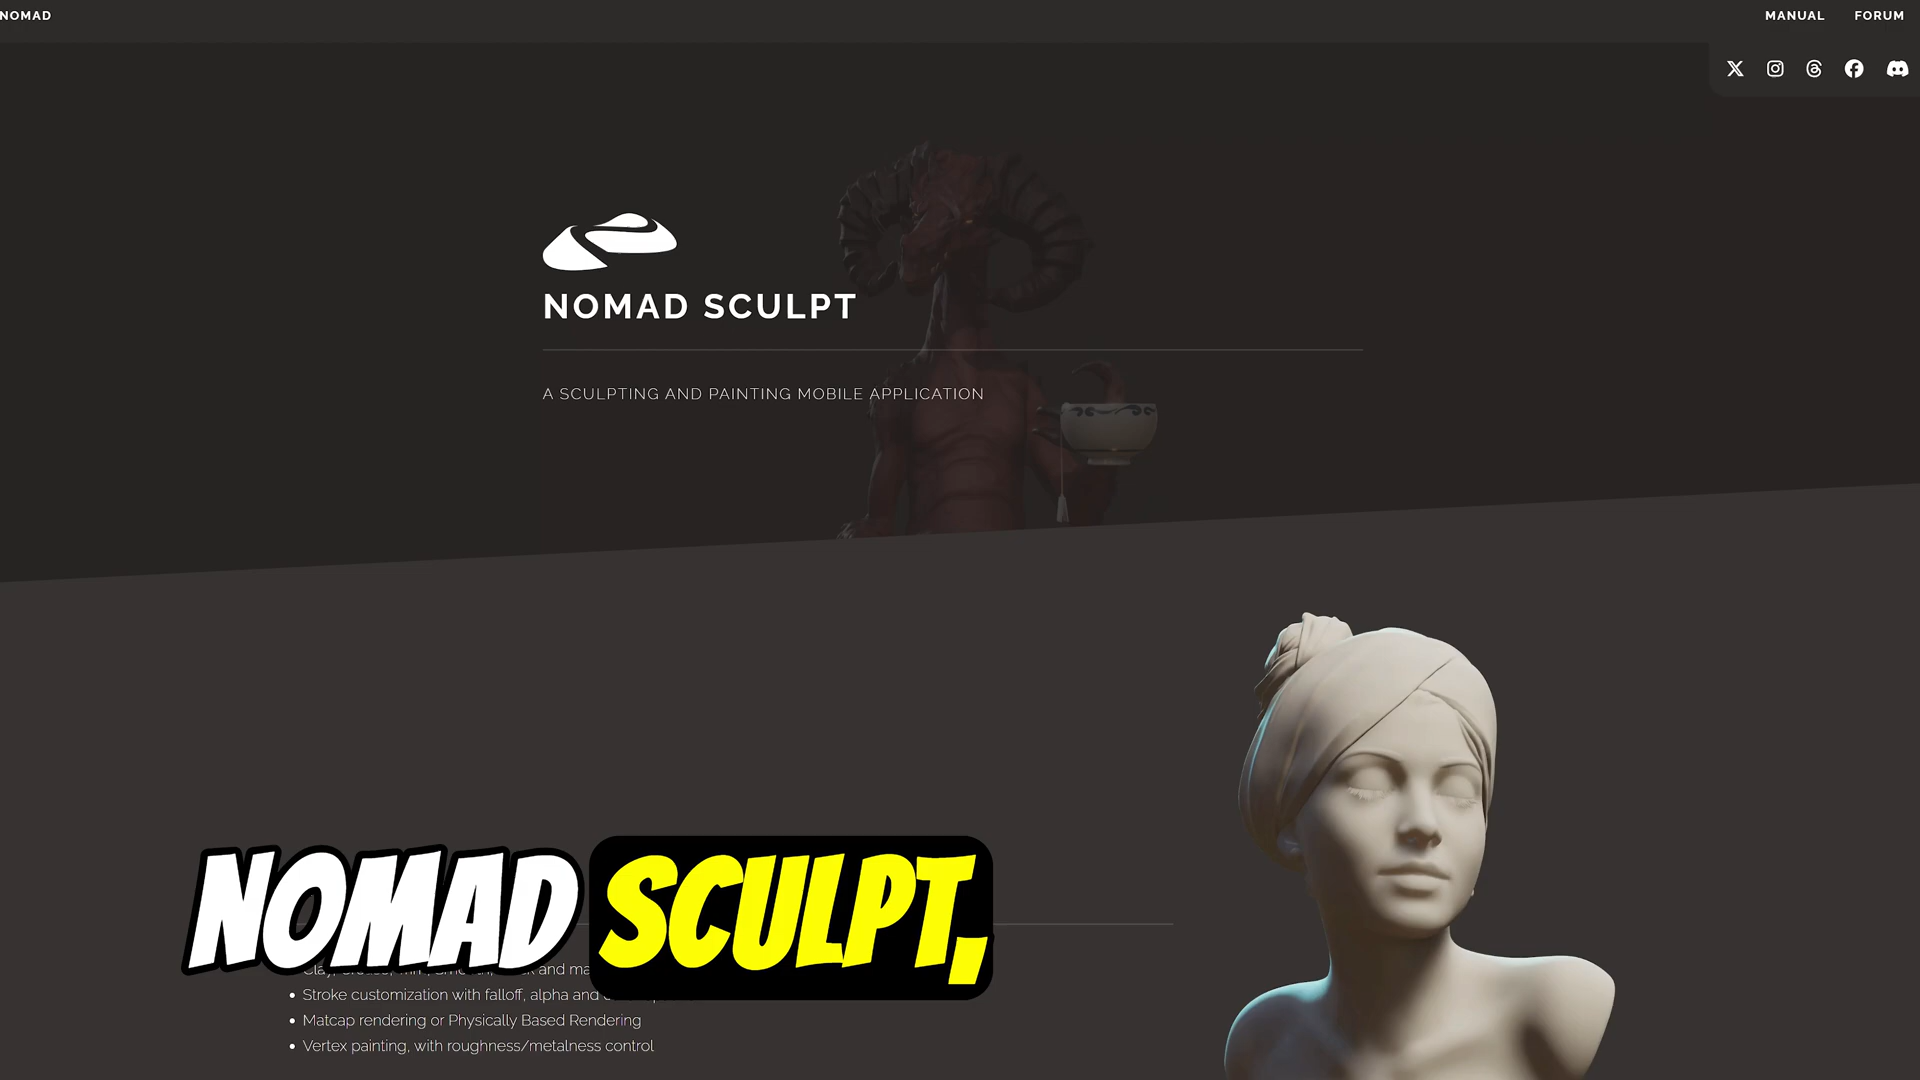 NOMAD
MANUAL FORUM
NOMAD SCULPT
A SCULPTING AND PAINTING MOBILE APPLICATION
NOMAD SCULPT,
and
Stroke customization with falloff, alpha and
Matcap rendering or Physically Based Rendering
Vertex painting, with roughness/metalness control